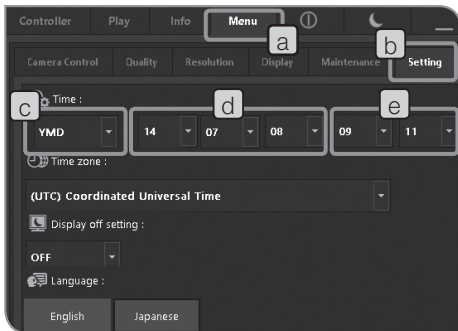 Controller Play Info Menu
a
b
Camera Control Quality Resolution Display Maintenance Setting
c
Time :
d
e
YMD 14 07 08 09 11
Time zone :
(UTC) Coordinated Universal Time
Display off setting :
OFF
Language :
English Japanese